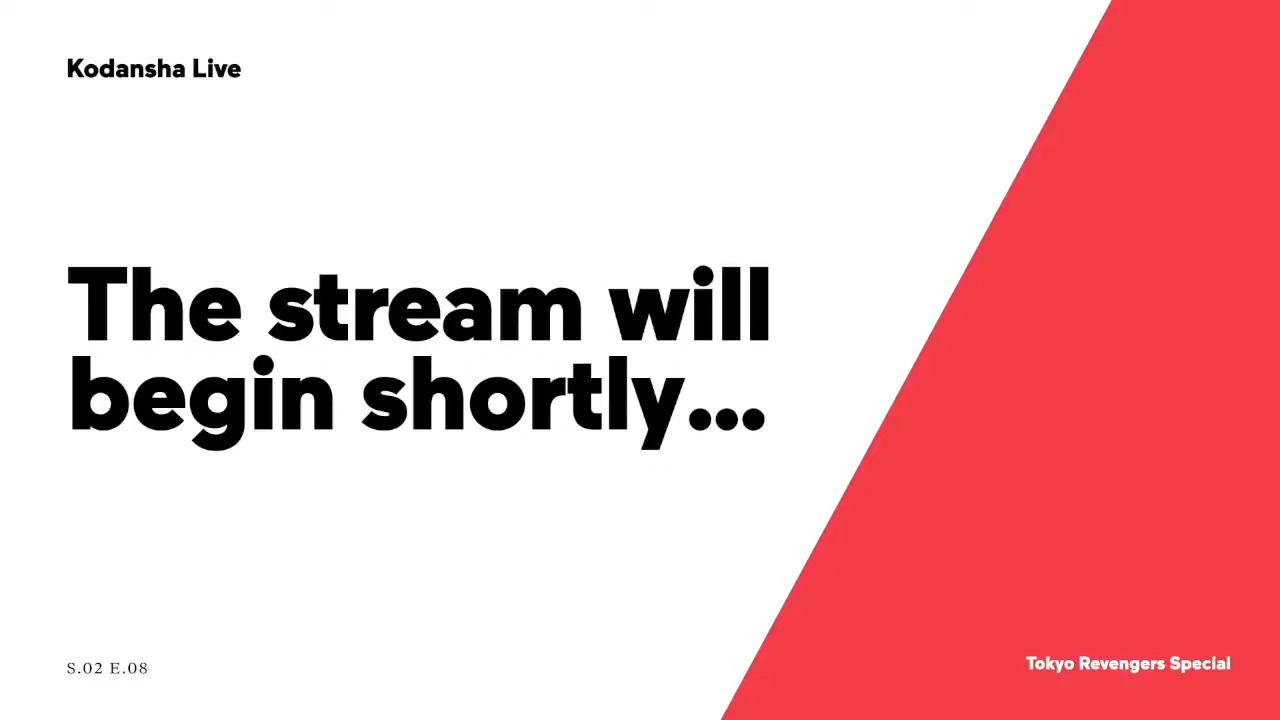 Kodansha Live
The stream will
begin shortly...
S.02 E.08
Tokyo Revengers Special